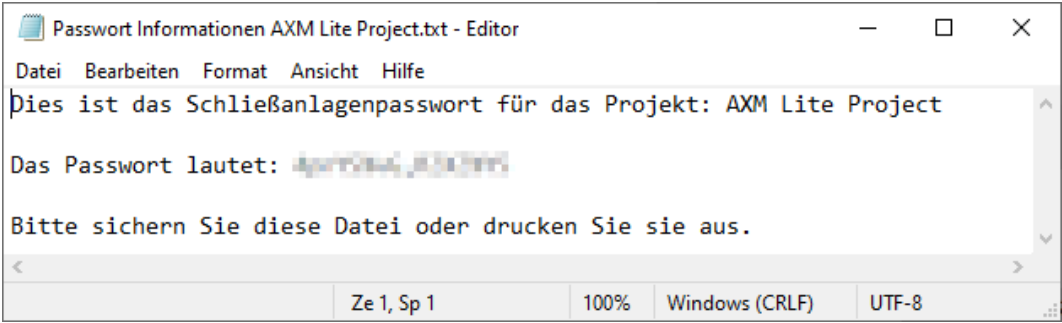 Passwort Informationen AXM Lite Project.txt - Editor
Datei Bearbeiten Format Ansicht Hilfe
Dies ist das Schließanlagenpasswort für das Projekt: AXM Lite Project
Das Passwort lautet:
Bitte sichern Sie diese Datei oder drucken Sie sie aus.
Ze 1, Sp 1 100% Windows (CRLF) UTF-8